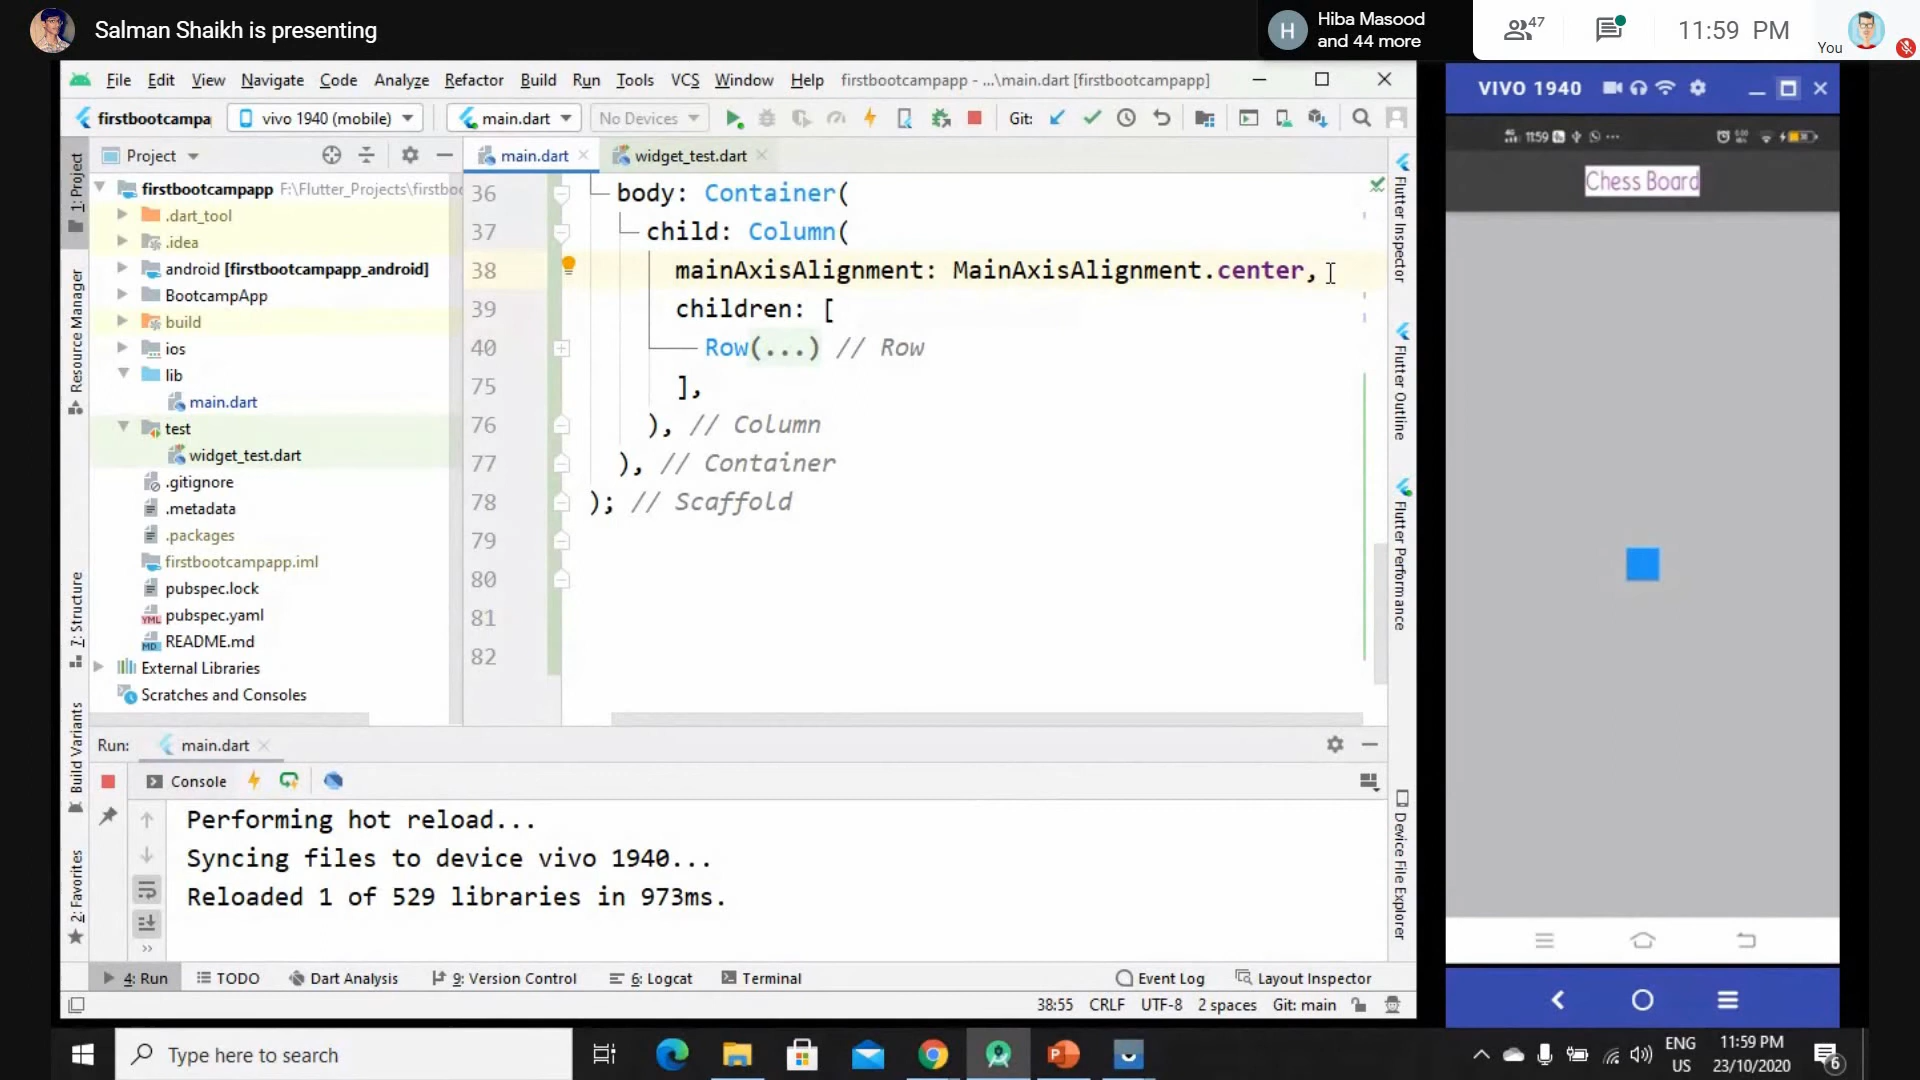 Salman Shaikh is presenting
H
Hiba Masood
and 44 more
47
11:59 PM
You
File Edit View Navigate Code Analyze Refactor Build Run Tools VCS Window Help firstbootcampapp - ...\main.dart [firstbootcampapp]
firstbootcampa
vivo 1940 (mobile)
main.dart
No Devices
Git:
1: Project
Resource Manager
7: Structure
Build Variants
2: Favorites
Project
firstbootcampapp F:\Flutter_Projects\firstbo
.dart_tool
.idea
android [firstbootcampapp_android]
BootcampApp
build
ios
lib
main.dart
test
widget_test.dart
.gitignore
.metadata
.packages
firstbootcampapp.iml
pubspec.lock
YML pubspec.yaml
MD README.md
External Libraries
Scratches and Consoles
main.dart
widget_test.dart
36 body: Container(
37 child: Column(
38 mainAxisAlignment: MainAxisAlignment.center,
39 children: [
40 Row(...) // Row
75 ],
76 ), // Column
77 ), // Container
78 ); // Scaffold
79
80
81
82
Flutter Inspector
Flutter Outline
Flutter Performance
Device File Explorer
Run: main.dart
Console
Performing hot reload...
Syncing files to device vivo 1940...
Reloaded 1 of 529 libraries in 973ms.
4: Run TODO Dart Analysis 9: Version Control 6: Logcat Terminal Event Log Layout Inspector
38:55 CRLF UTF-8 2 spaces Git: main
VIVO 1940
11:59
Chess Board
Type here to search
ENG
US
11:59 PM
23/10/2020
6